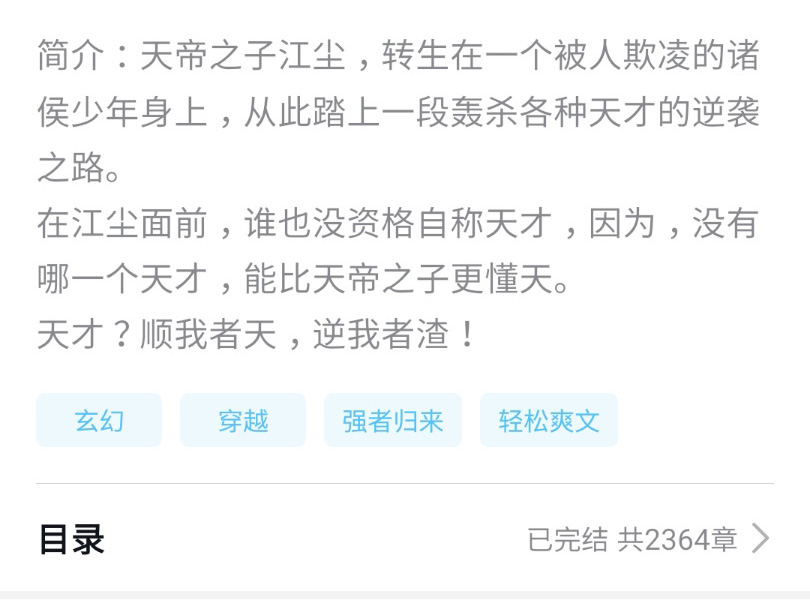 简介：天帝之子江尘，转生在一个被人欺凌的诸
侯少年身上，从此踏上一段轰杀各种天才的逆袭
之路。
在江尘面前，谁也没资格自称天才，因为，没有
哪一个天才，能比天帝之子更懂天。
天才？顺我者天，逆我者渣！
玄幻 穿越 强者归来 轻松爽文
目录 已完结 共2364章